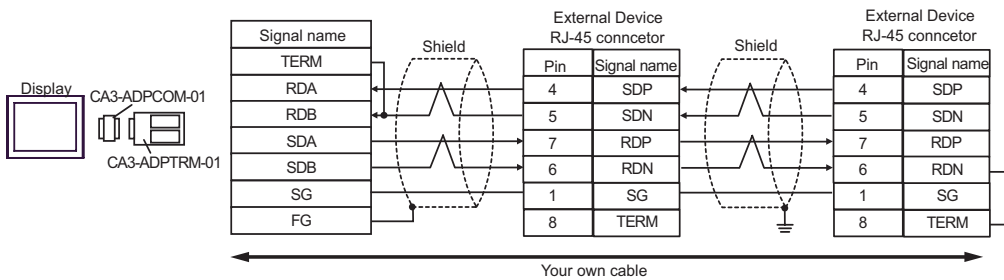 Display
CA3-ADPCOM-01
CA3-ADPTRM-01
Signal name
TERM
RDA
RDB
SDA
SDB
SG
FG
Shield
External Device
RJ-45 conncetor
Pin Signal name
4 SDP
5 SDN
7 RDP
6 RDN
1 SG
8 TERM
Shield
External Device
RJ-45 conncetor
Pin Signal name
4 SDP
5 SDN
7 RDP
6 RDN
1 SG
8 TERM
Your own cable